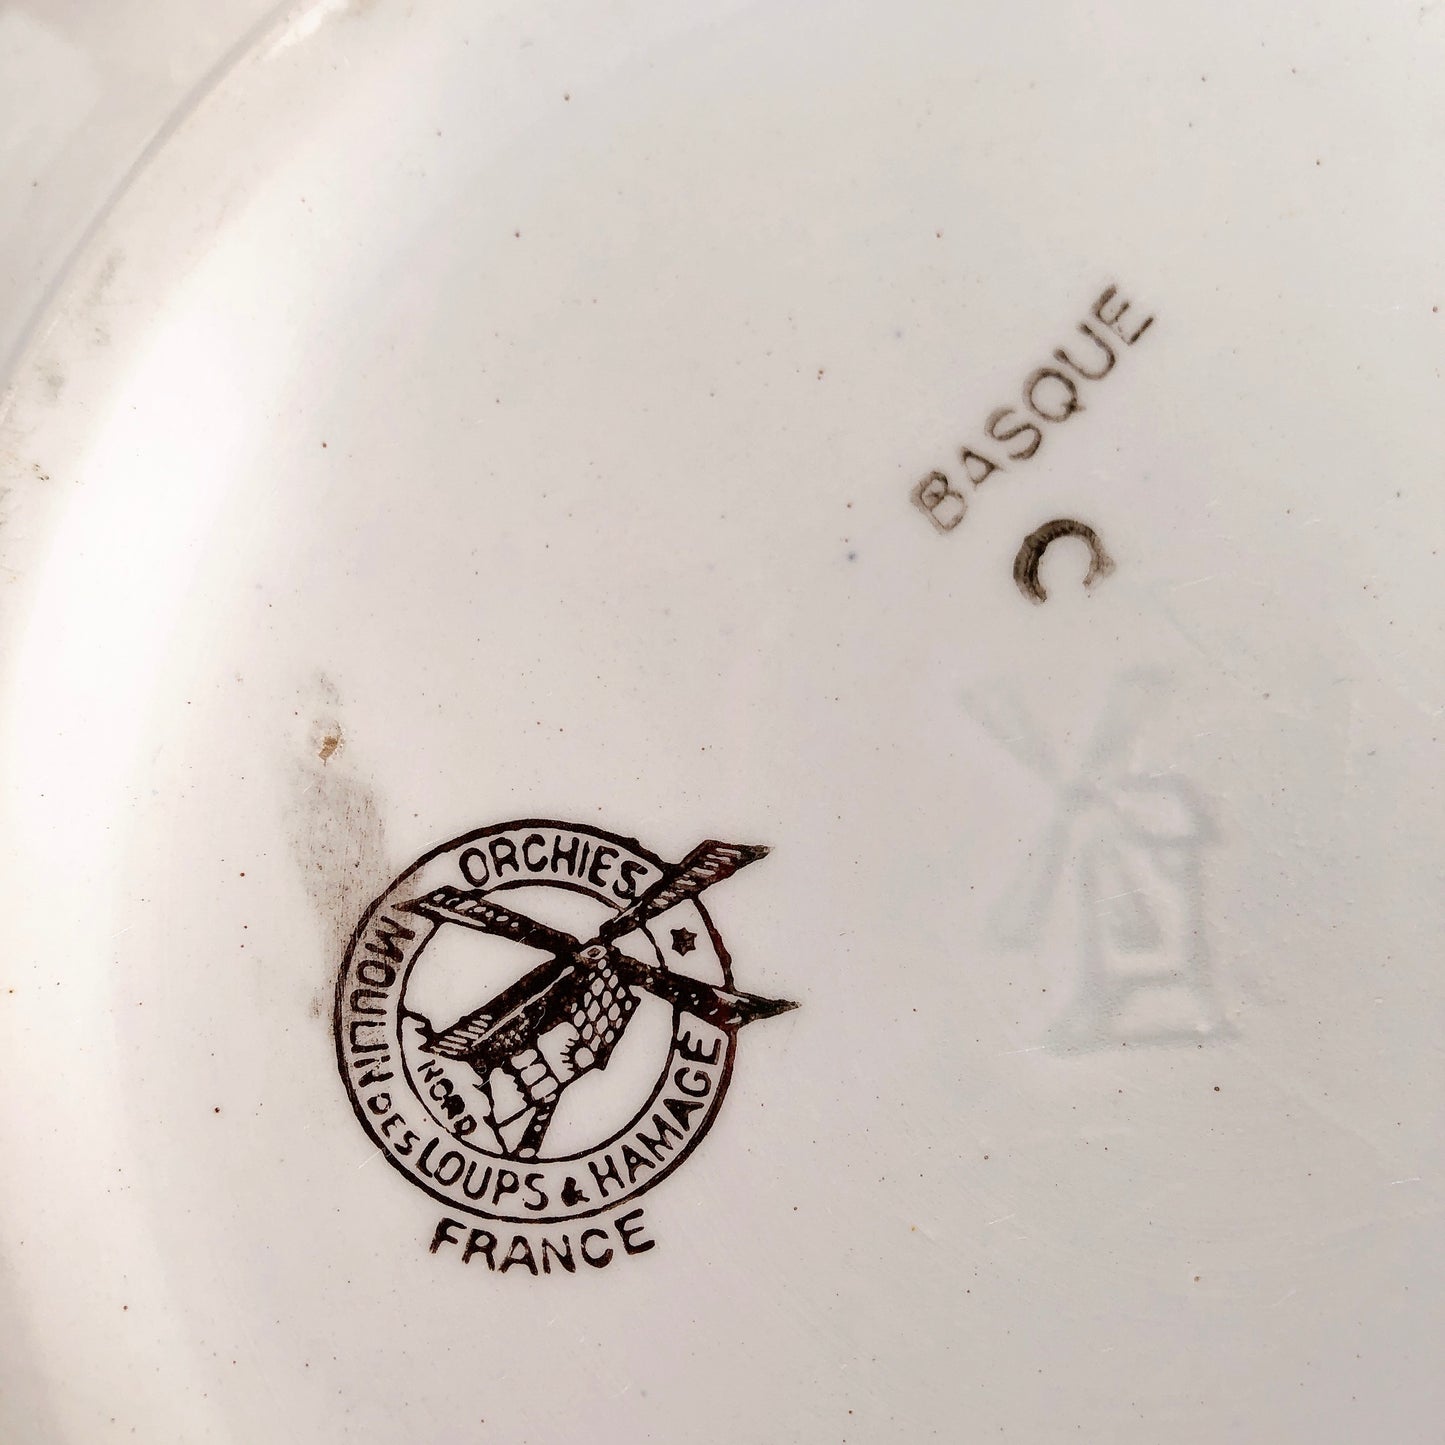 BASQUE
C
ORCHIES
MOULIN DES LOUPS & HAMAGE
NORD
FRANCE